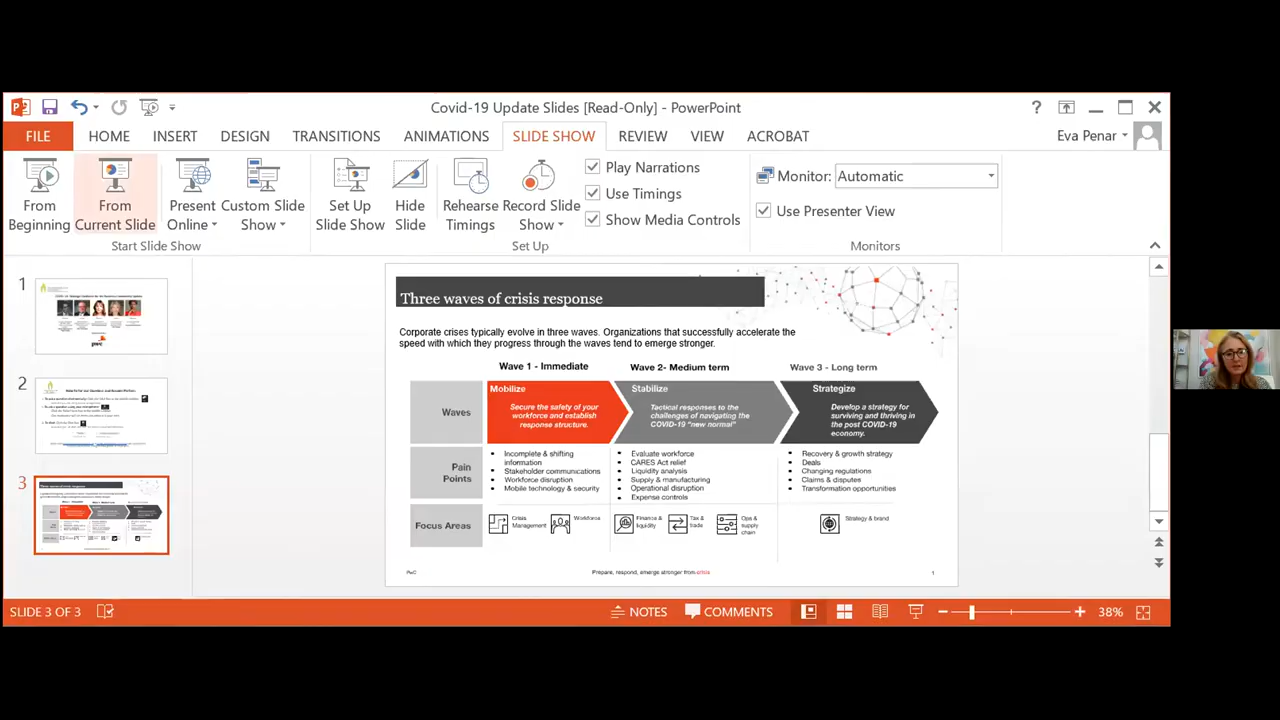 Covid-19 Update Slides [Read-Only] - PowerPoint
?
FILE HOME INSERT DESIGN TRANSITIONS ANIMATIONS SLIDE SHOW REVIEW VIEW ACROBAT
Eva Penar
From Beginning
From Current Slide
Present Online
Custom Slide Show
Start Slide Show
Set Up Slide Show
Hide Slide
Rehearse Timings
Record Slide Show
Play Narrations
Use Timings
Show Media Controls
Set Up
Monitor: Automatic
Use Presenter View
Monitors
1
pwc
2
3
Three waves of crisis response
Corporate crises typically evolve in three waves. Organizations that successfully accelerate the
speed with which they progress through the waves tend to emerge stronger.
Wave 1 - Immediate
Wave 2- Medium term
Wave 3 - Long term
Waves
Mobilize
Secure the safety of your
workforce and establish
response structure.
Stabilize
Tactical responses to the
challenges of navigating the
COVID-19 "new normal"
Strategize
Develop a strategy for
surviving and thriving in
the post COVID-19
economy.
Pain
Points
• Incomplete & shifting
information
• Stakeholder communications
• Workforce disruption
• Mobile technology & security
• Evaluate workforce
• CARES Act relief
• Liquidity analysis
• Supply & manufacturing
• Operational disruption
• Expense controls
• Recovery & growth strategy
• Deals
• Changing regulations
• Claims & disputes
• Transformation opportunities
Focus Areas
Crisis
Management
Workforce
Finance &
liquidity
Tax &
trade
Ops &
supply
chain
Strategy & brand
PwC
Prepare, respond, emerge stronger from crisis
1
SLIDE 3 OF 3
NOTES
COMMENTS
38%